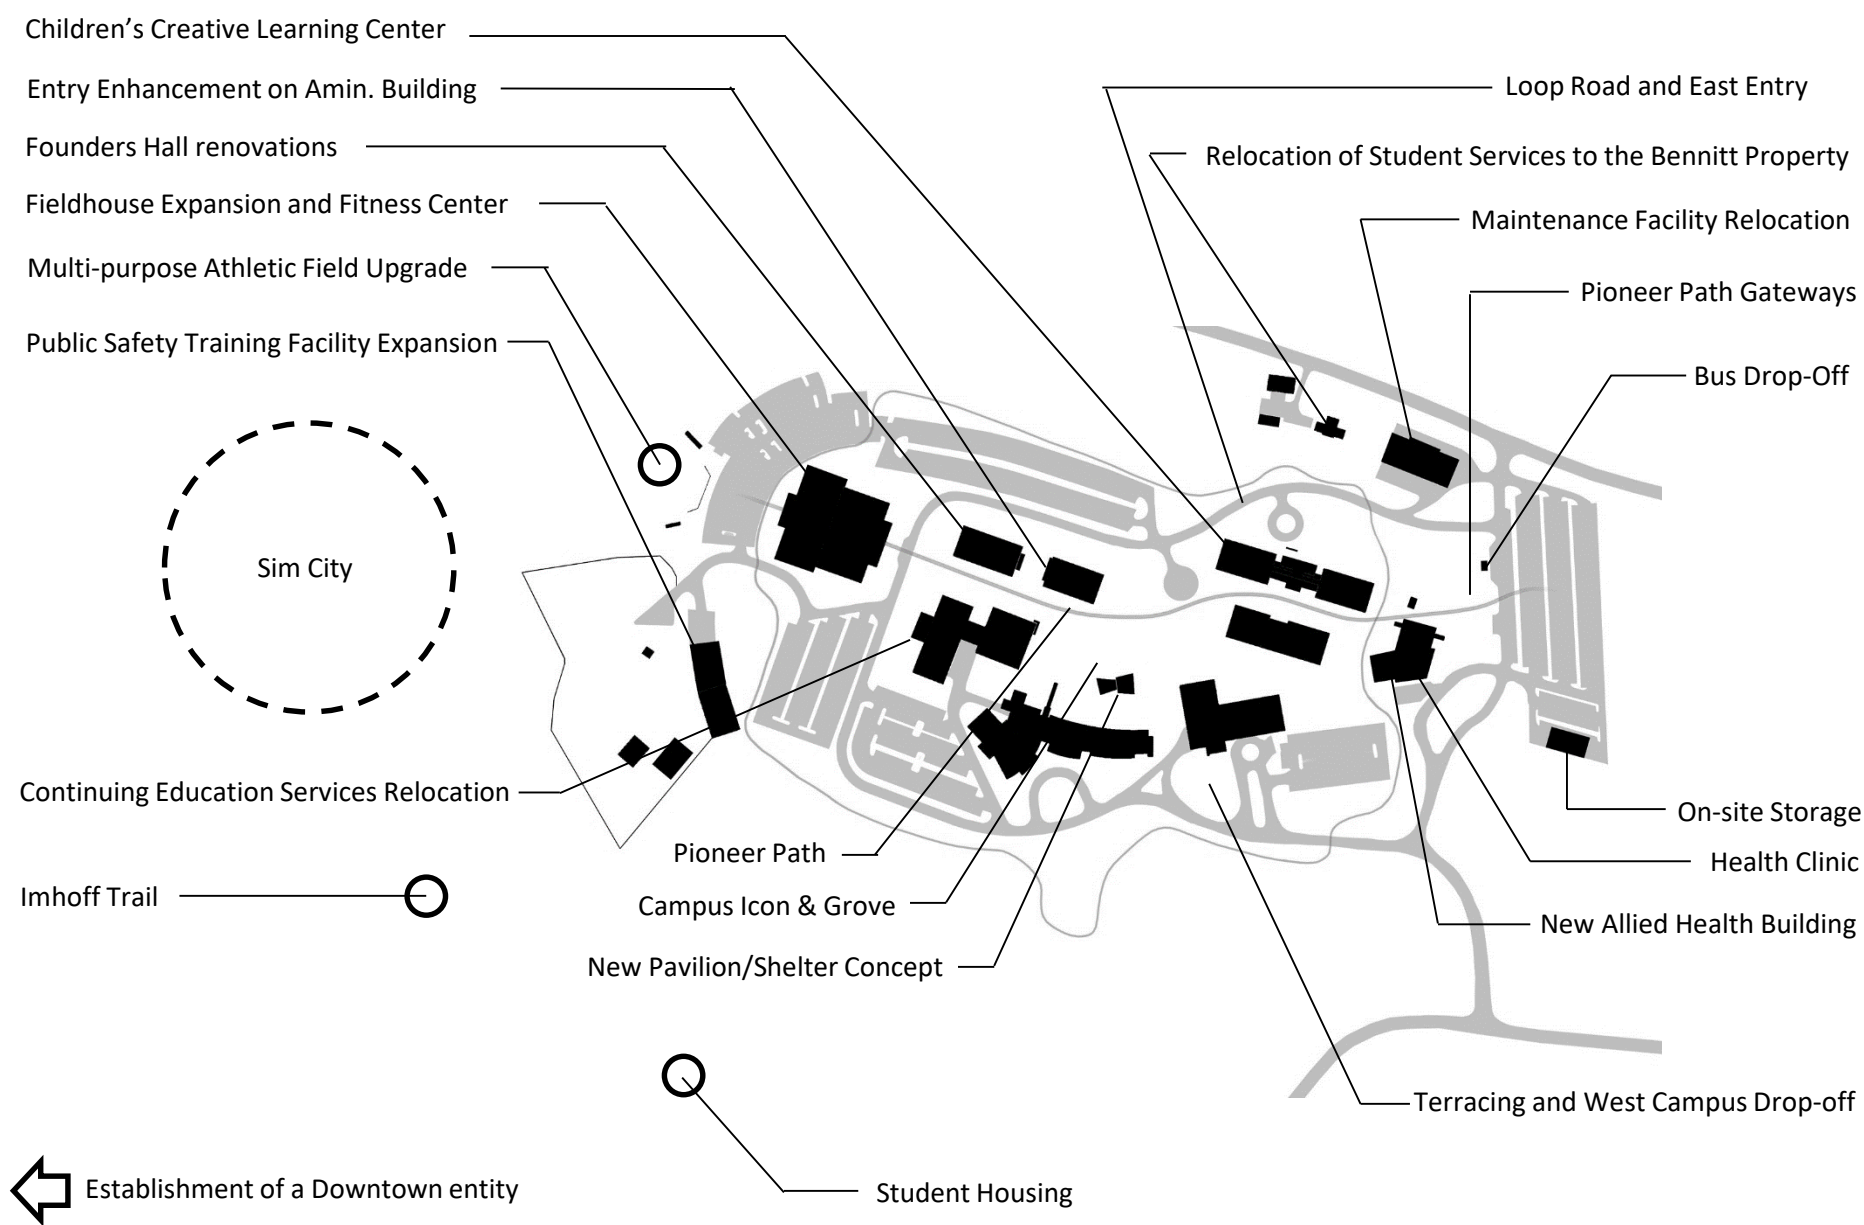 Children’s Creative Learning Center
Entry Enhancement on Amin. Building
Founders Hall renovations
Fieldhouse Expansion and Fitness Center
Multi-purpose Athletic Field Upgrade
Public Safety Training Facility Expansion
Sim City
Continuing Education Services Relocation
Imhoff Trail
Establishment of a Downtown entity
Pioneer Path
Campus Icon & Grove
New Pavilion/Shelter Concept
Student Housing
Loop Road and East Entry
Relocation of Student Services to the Bennitt Property
Maintenance Facility Relocation
Pioneer Path Gateways
Bus Drop-Off
On-site Storage
Health Clinic
New Allied Health Building
Terracing and West Campus Drop-off